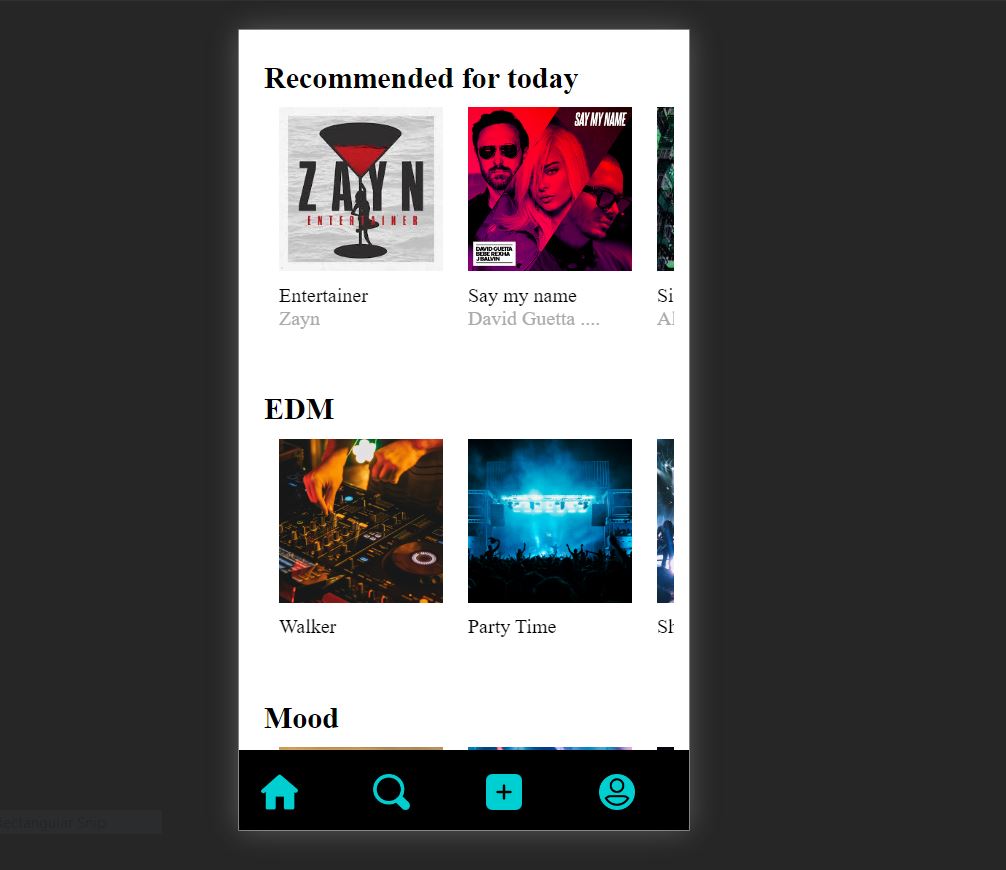 Recommended for today
ZAYN
ENTERTAINER
SAY MY NAME
DAVID GUETTA
BEBE REXHA
J BALVIN
Entertainer
Say my name
Si
Zayn
David Guetta ....
Al
EDM
Walker
Party Time
Sh
Mood
Rectangular Snip